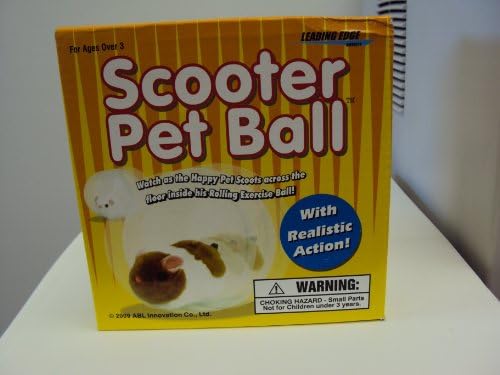 LEADING EDGE
For Ages Over 3
Scooter
Pet Ball™
Watch as the Happy Pet Scoots across the
floor inside his Rolling Exercise Ball!
With
Realistic
Action!
WARNING:
CHOKING HAZARD - Small Parts
Not for Children under 3 years.
© 2009 ABL Innovation Co., Ltd.